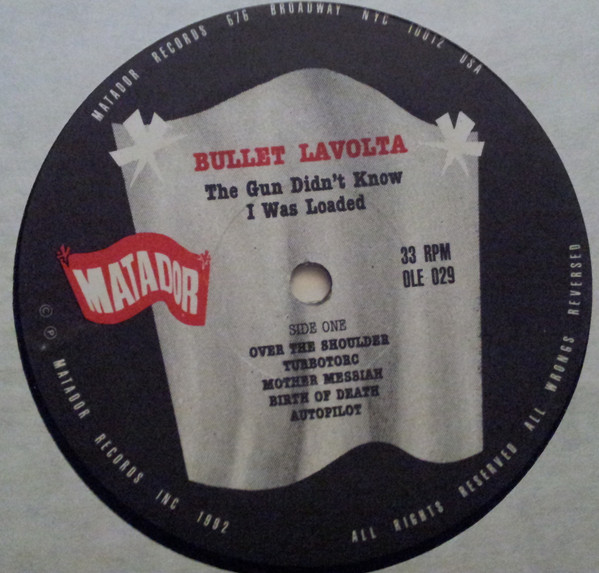 MATADOR RECORDS 676 BROADWAY NYC 10012 USA
BULLET LAVOLTA
The Gun Didn't Know
I Was Loaded
MATADOR
33 RPM
OLE 029
SIDE ONE
OVER THE SHOULDER
TURBOTORC
MOTHER MESSIAH
BIRTH OF DEATH
AUTOPILOT
© ℗ MATADOR RECORDS INC 1992
ALL RIGHTS RESERVED ALL WRONGS REVERSED